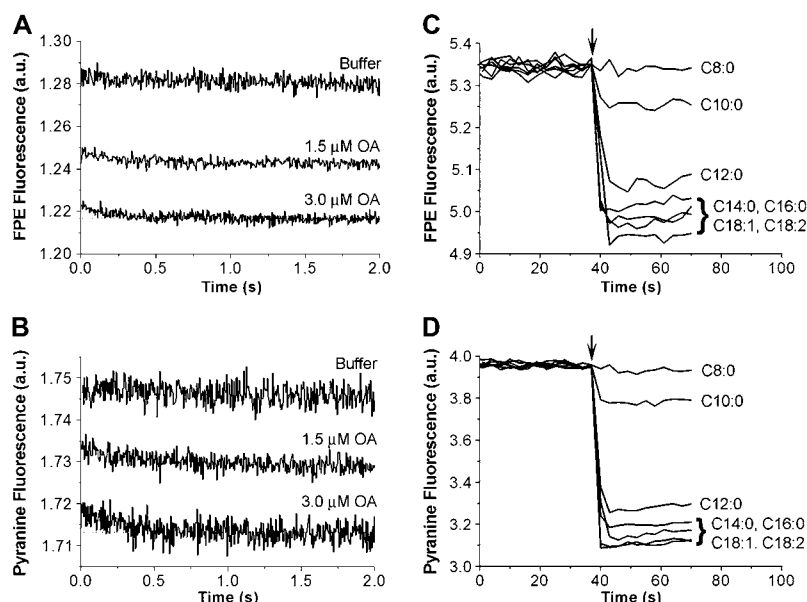 A
FPE Fluorescence (a.u.)
1.30
1.28
1.26
1.24
1.22
1.20
Buffer
1.5 μM OA
3.0 μM OA
0.0 0.5 1.0 1.5 2.0
Time (s)
C
FPE Fluorescence (a.u.)
5.4
5.3
5.2
5.1
5.0
4.9
C8:0
C10:0
C12:0
C14:0, C16:0
C18:1, C18:2
0 20 40 60 80 100
Time (s)
B
Pyranine Fluorescence (a.u.)
1.75
1.74
1.73
1.72
1.71
Buffer
1.5 μM OA
3.0 μM OA
0.0 0.5 1.0 1.5 2.0
Time (s)
D
Pyranine Fluorescence (a.u.)
4.0
3.8
3.6
3.4
3.2
3.0
C8:0
C10:0
C12:0
C14:0, C16:0
C18:1. C18:2
0 20 40 60 80 100
Time (s)